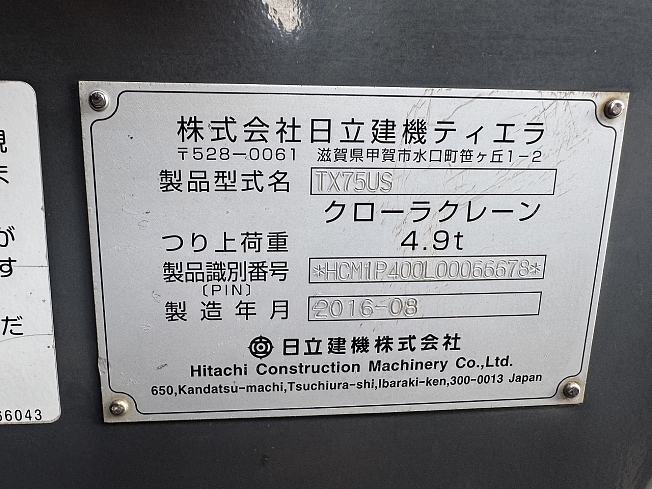 株式会社日立建機ティエラ
〒528-0061 滋賀県甲賀市水口町笹ヶ丘1-2
製品型式名 TX75US
クローラクレーン
つり上荷重 4.9t
製品識別番号 *HCM1P400L00066678*
(PIN)
製造年月 2016-08
日立建機株式会社
Hitachi Construction Machinery Co.,Ltd.
650,Kandatsu-machi,Tsuchiura-shi,Ibaraki-ken,300-0013 Japan
が
す
だ
66043